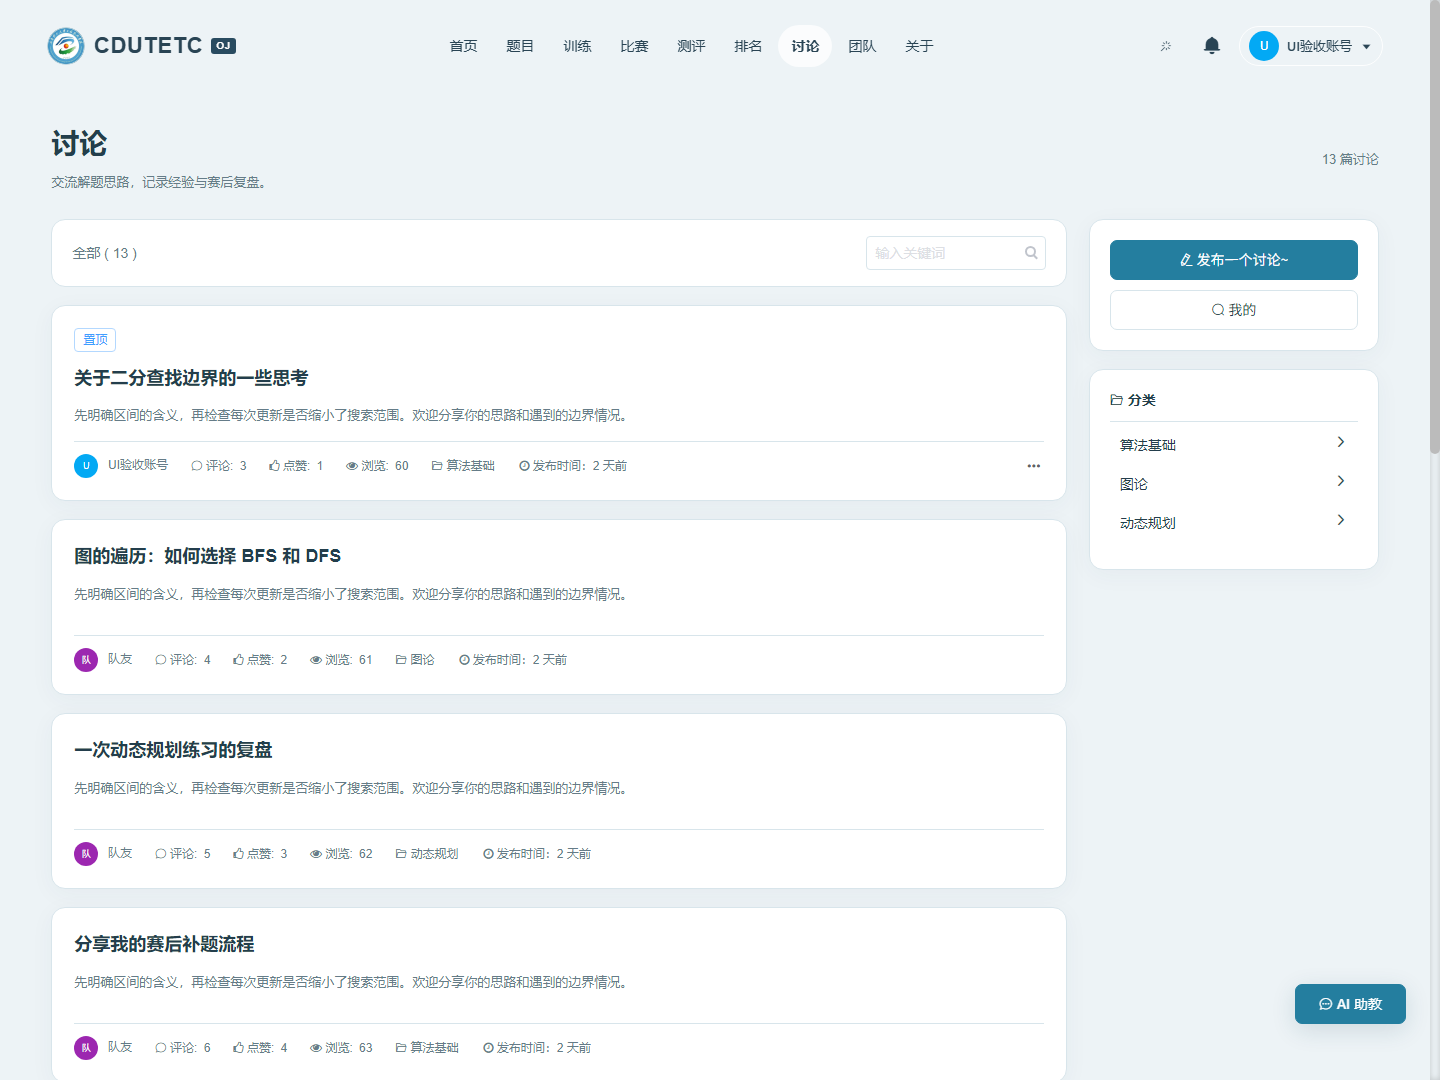 CDUTETC OJ
首页 题目 训练 比赛 测评 排名 讨论 团队 关于
U UI验收账号
讨论
13 篇讨论
交流解题思路，记录经验与赛后复盘。
全部 ( 13 )
输入关键词
发布一个讨论~
我的
置顶
关于二分查找边界的一些思考
先明确区间的含义，再检查每次更新是否缩小了搜索范围。欢迎分享你的思路和遇到的边界情况。
U UI验收账号 评论: 3 点赞: 1 浏览: 60 算法基础 发布时间：2 天前
分类
算法基础
图论
动态规划
图的遍历：如何选择 BFS 和 DFS
先明确区间的含义，再检查每次更新是否缩小了搜索范围。欢迎分享你的思路和遇到的边界情况。
队 队友 评论: 4 点赞: 2 浏览: 61 图论 发布时间：2 天前
一次动态规划练习的复盘
先明确区间的含义，再检查每次更新是否缩小了搜索范围。欢迎分享你的思路和遇到的边界情况。
队 队友 评论: 5 点赞: 3 浏览: 62 动态规划 发布时间：2 天前
分享我的赛后补题流程
先明确区间的含义，再检查每次更新是否缩小了搜索范围。欢迎分享你的思路和遇到的边界情况。
队 队友 评论: 6 点赞: 4 浏览: 63 算法基础 发布时间：2 天前
AI 助教